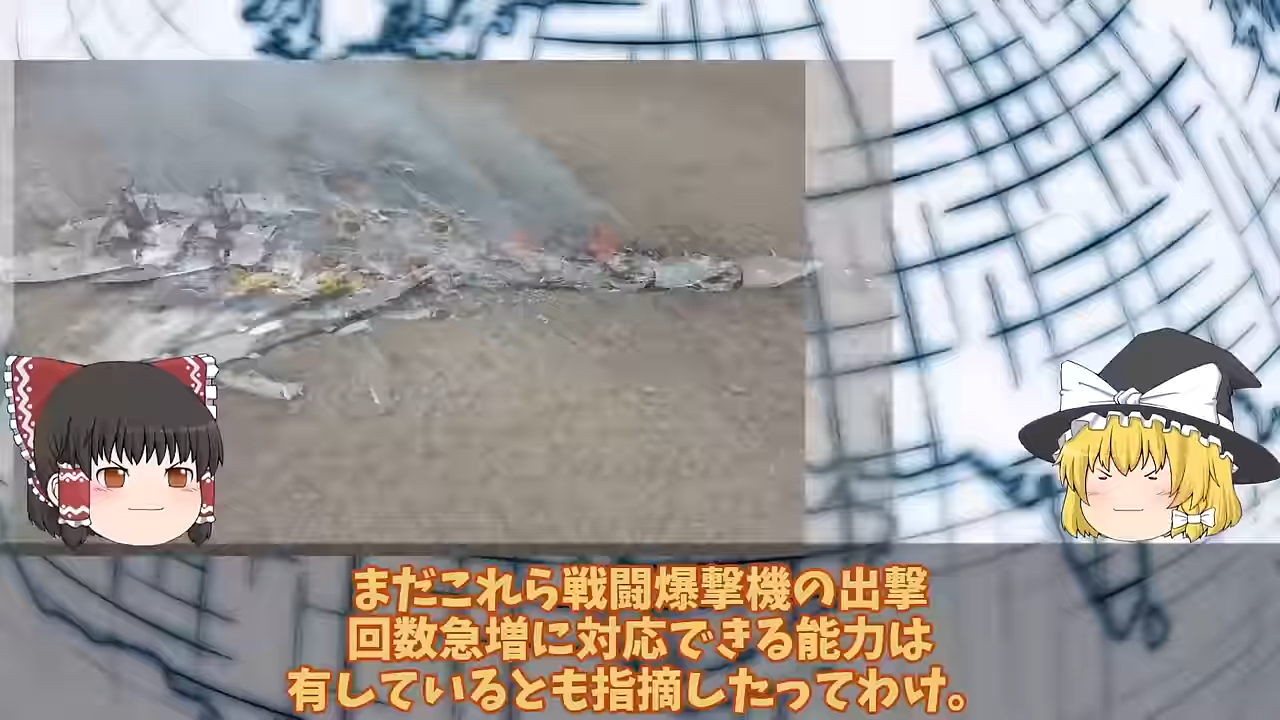 まだこれら戦闘爆撃機の出撃
回数急増に対応できる能力は
有しているとも指摘したってわけ。